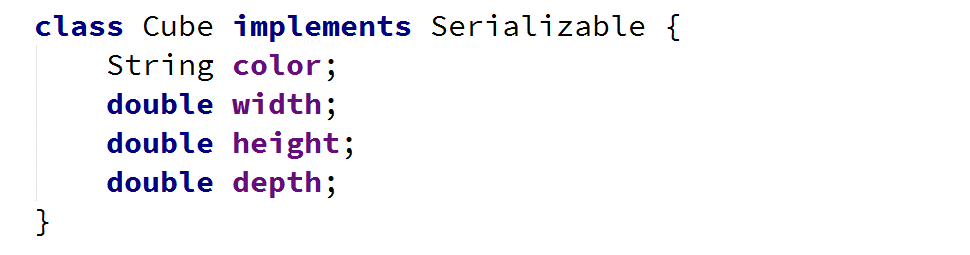 class Cube implements Serializable {
    String color;
    double width;
    double height;
    double depth;
}